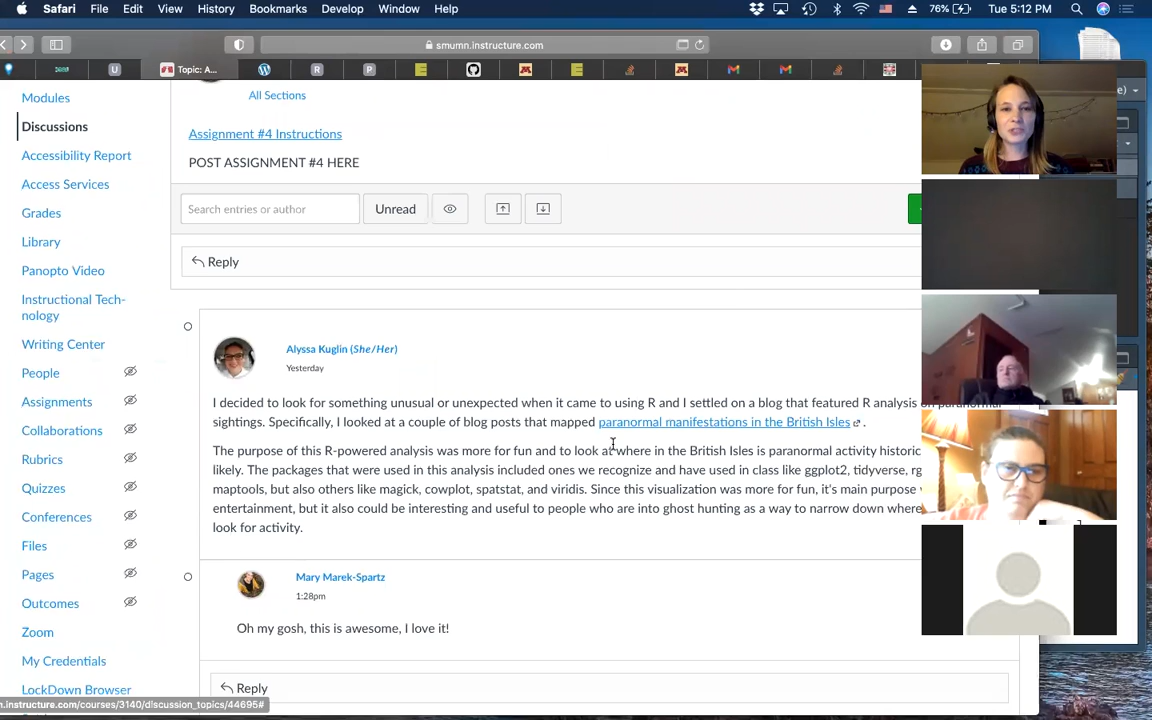 Safari File Edit View History Bookmarks Develop Window Help 76% Tue 5:12 PM
smumn.instructure.com
U Topic: A... R P E E
Modules
Discussions
Accessibility Report
Access Services
Grades
Library
Panopto Video
Instructional Tech-
nology
Writing Center
People
Assignments
Collaborations
Rubrics
Quizzes
Conferences
Files
Pages
Outcomes
Zoom
My Credentials
LockDown Browser
n.instructure.com/courses/3140/discussion_topics/44695#
All Sections
Assignment #4 Instructions
POST ASSIGNMENT #4 HERE
Search entries or author Unread
Reply
Alyssa Kuglin (She/Her)
Yesterday
I decided to look for something unusual or unexpected when it came to using R and I settled on a blog that featured R analysis on paranormal
sightings. Specifically, I looked at a couple of blog posts that mapped paranormal manifestations in the British Isles .
The purpose of this R-powered analysis was more for fun and to look at where in the British Isles is paranormal activity historic
likely. The packages that were used in this analysis included ones we recognize and have used in class like ggplot2, tidyverse, rg
maptools, but also others like magick, cowplot, spatstat, and viridis. Since this visualization was more for fun, it's main purpose
entertainment, but it also could be interesting and useful to people who are into ghost hunting as a way to narrow down where
look for activity.
Mary Marek-Spartz
1:28pm
Oh my gosh, this is awesome, I love it!
Reply